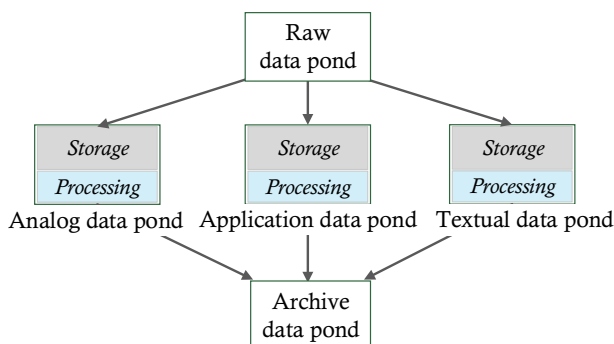 Raw
data pond
Storage
Processing
Analog data pond
Storage
Processing
Application data pond
Storage
Processing
Textual data pond
Archive
data pond